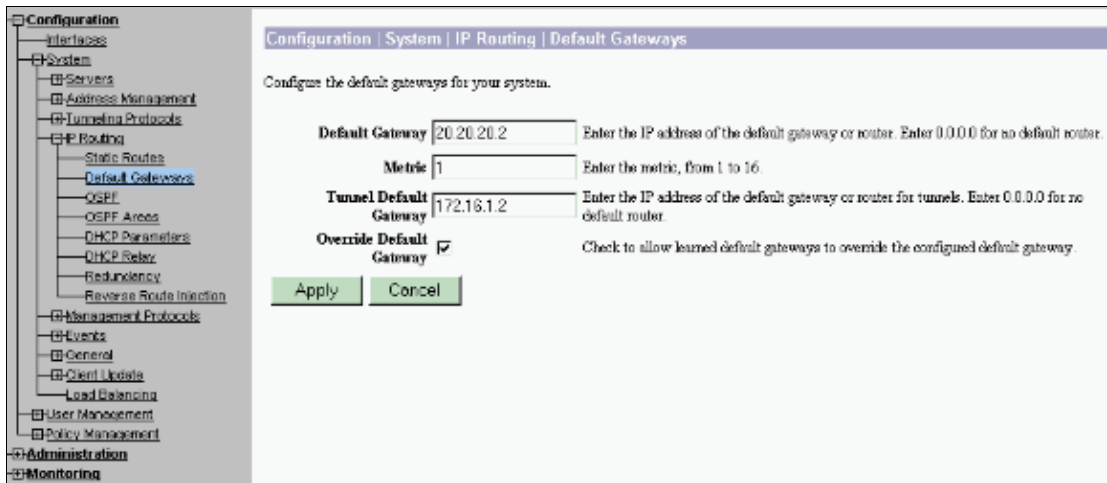 Configuration
Interfaces
System
Servers
Address Management
Tunneling Protocols
IP Routing
Static Routes
Default Gateways
OSPF
OSPF Areas
DHCP Parameters
DHCP Relay
Redundancy
Reverse Route Injection
Management Protocols
Events
General
Client Update
Load Balancing
User Management
Policy Management
Administration
Monitoring
Configuration | System | IP Routing | Default Gateways
Configure the default gateways for your system.
Default Gateway 20.20.20.2 Enter the IP address of the default gateway or router. Enter 0.0.0.0 for no default router.
Metric 1 Enter the metric, from 1 to 16.
Tunnel Default Gateway 172.16.1.2 Enter the IP address of the default gateway or router for tunnels. Enter 0.0.0.0 for no default router.
Override Default Gateway Check to allow learned default gateways to override the configured default gateway.
Apply Cancel